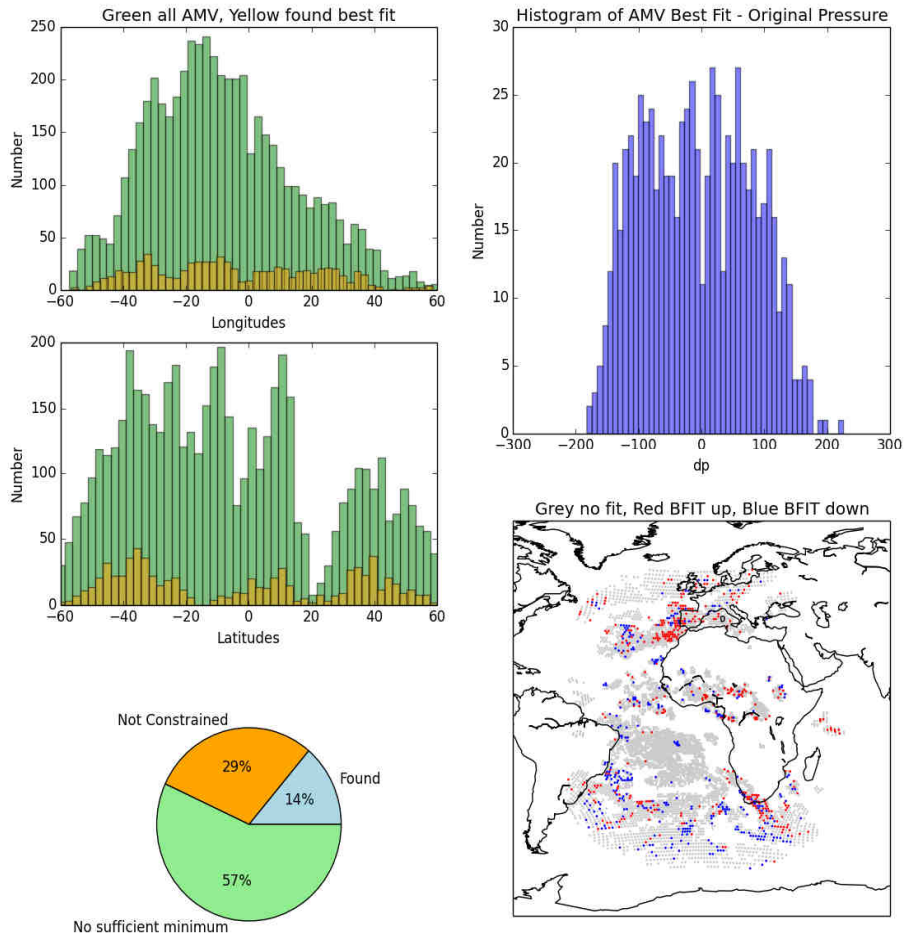 Green all AMV, Yellow found best fit
250
200
150
100
50
0
Number
−60 −40 −20 0 20 40 60
Longitudes
200
150
100
50
0
Number
−60 −40 −20 0 20 40 60
Latitudes
Not Constrained
29%
Found
14%
57%
No sufficient minimum
Histogram of AMV Best Fit - Original Pressure
30
25
20
15
10
5
0
Number
−300 −200 −100 0 100 200 300
dp
Grey no fit, Red BFIT up, Blue BFIT down